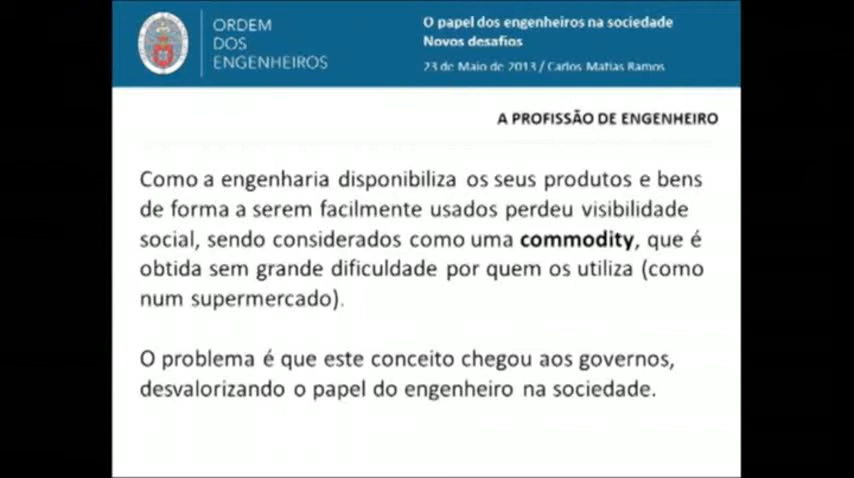 ORDEM
DOS
ENGENHEIROS
O papel dos engenheiros na sociedade
Novos desafios
23 de Maio de 2013 / Carlos Matias Ramos
A PROFISSÃO DE ENGENHEIRO
Como a engenharia disponibiliza os seus produtos e bens
de forma a serem facilmente usados perdeu visibilidade
social, sendo considerados como uma commodity, que é
obtida sem grande dificuldade por quem os utiliza (como
num supermercado).
O problema é que este conceito chegou aos governos,
desvalorizando o papel do engenheiro na sociedade.